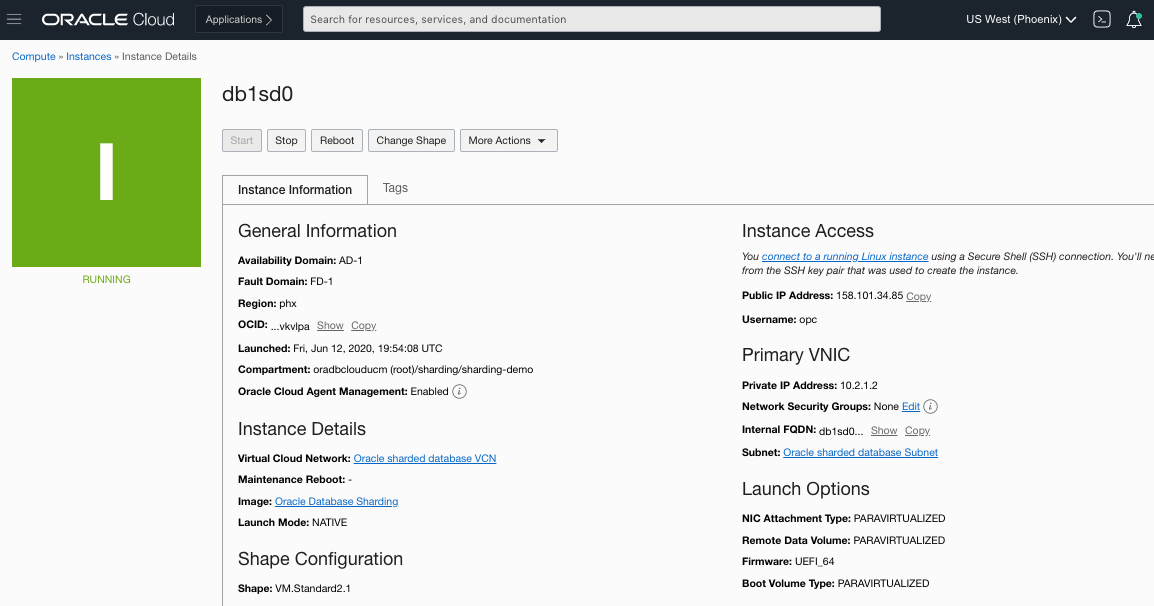 ORACLE Cloud
Applications
Search for resources, services, and documentation
US West (Phoenix)
Compute » Instances » Instance Details
I
RUNNING
db1sd0
Start
Stop
Reboot
Change Shape
More Actions
Instance Information
Tags
General Information
Availability Domain: AD-1
Fault Domain: FD-1
Region: phx
OCID: ...vkvlpa Show Copy
Launched: Fri, Jun 12, 2020, 19:54:08 UTC
Compartment: oradbclouducm (root)/sharding/sharding-demo
Oracle Cloud Agent Management: Enabled
Instance Details
Virtual Cloud Network: Oracle sharded database VCN
Maintenance Reboot: -
Image: Oracle Database Sharding
Launch Mode: NATIVE
Shape Configuration
Shape: VM.Standard2.1
Instance Access
You connect to a running Linux instance using a Secure Shell (SSH) connection. You'll ne
from the SSH key pair that was used to create the instance.
Public IP Address: 158.101.34.85 Copy
Username: opc
Primary VNIC
Private IP Address: 10.2.1.2
Network Security Groups: None Edit
Internal FQDN: db1sd0... Show Copy
Subnet: Oracle sharded database Subnet
Launch Options
NIC Attachment Type: PARAVIRTUALIZED
Remote Data Volume: PARAVIRTUALIZED
Firmware: UEFI_64
Boot Volume Type: PARAVIRTUALIZED